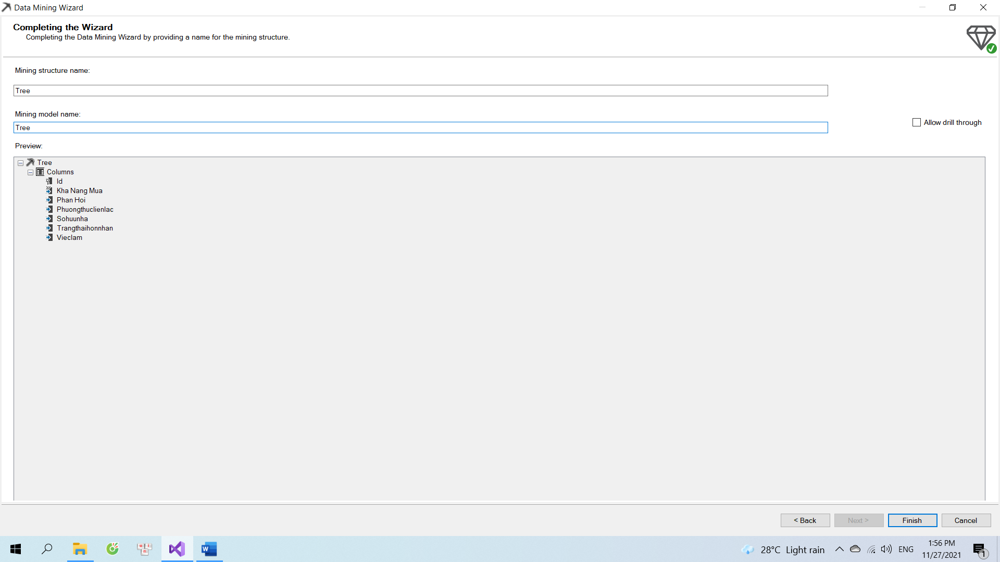 Data Mining Wizard
Completing the Wizard
Completing the Data Mining Wizard by providing a name for the mining structure.
Mining structure name:
Tree
Mining model name:
Tree
Allow drill through
Preview:
Tree
Columns
Id
Kha Nang Mua
Phan Hoi
Phuongthuclienlac
Sohuunha
Trangthaihonnhan
Vieclam
< Back
Next >
Finish
Cancel
28°C Light rain
ENG
1:56 PM
11/27/2021
1